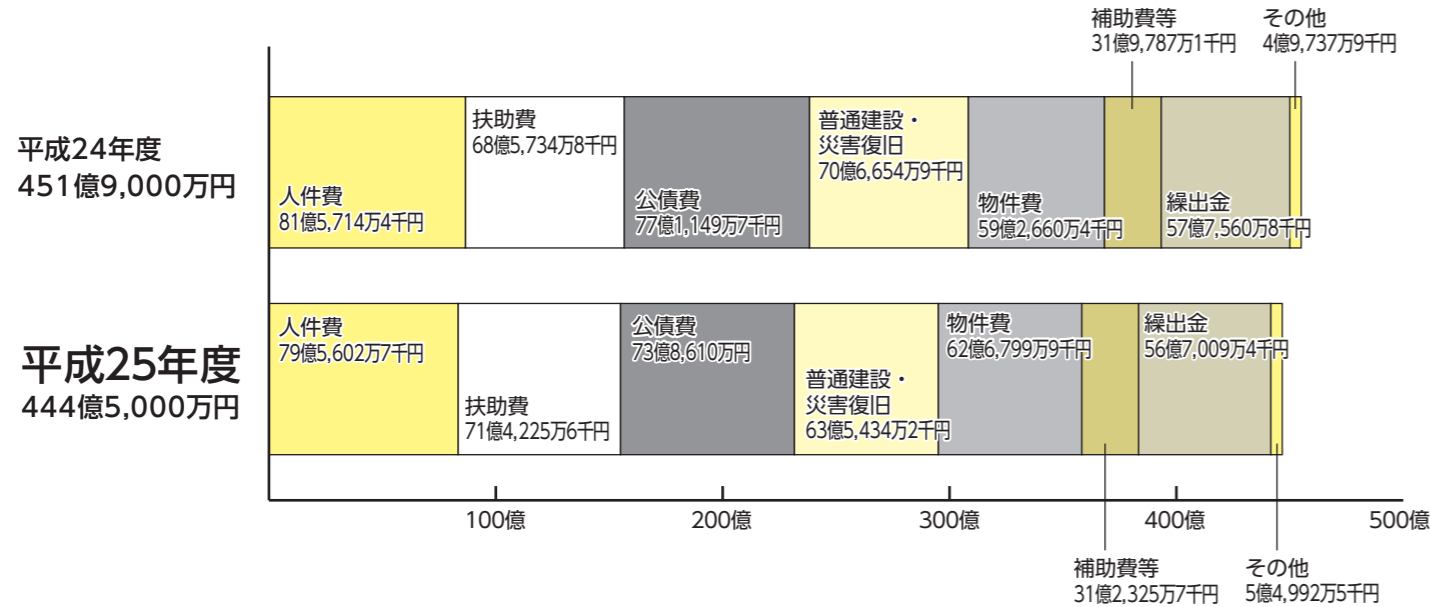 補助費等
31億9,787万1千円
その他
4億9,737万9千円
平成24年度
451億9,000万円
人件費
81億5,714万4千円
扶助費
68億5,734万8千円
公債費
77億1,149万7千円
普通建設・
災害復旧
70億6,654万9千円
物件費
59億2,660万4千円
繰出金
57億7,560万8千円
平成25年度
444億5,000万円
人件費
79億5,602万7千円
扶助費
71億4,225万6千円
公債費
73億8,610万円
普通建設・
災害復旧
63億5,434万2千円
物件費
62億6,799万9千円
繰出金
56億7,009万4千円
100億
200億
300億
400億
500億
補助費等
31億2,325万7千円
その他
5億4,992万5千円